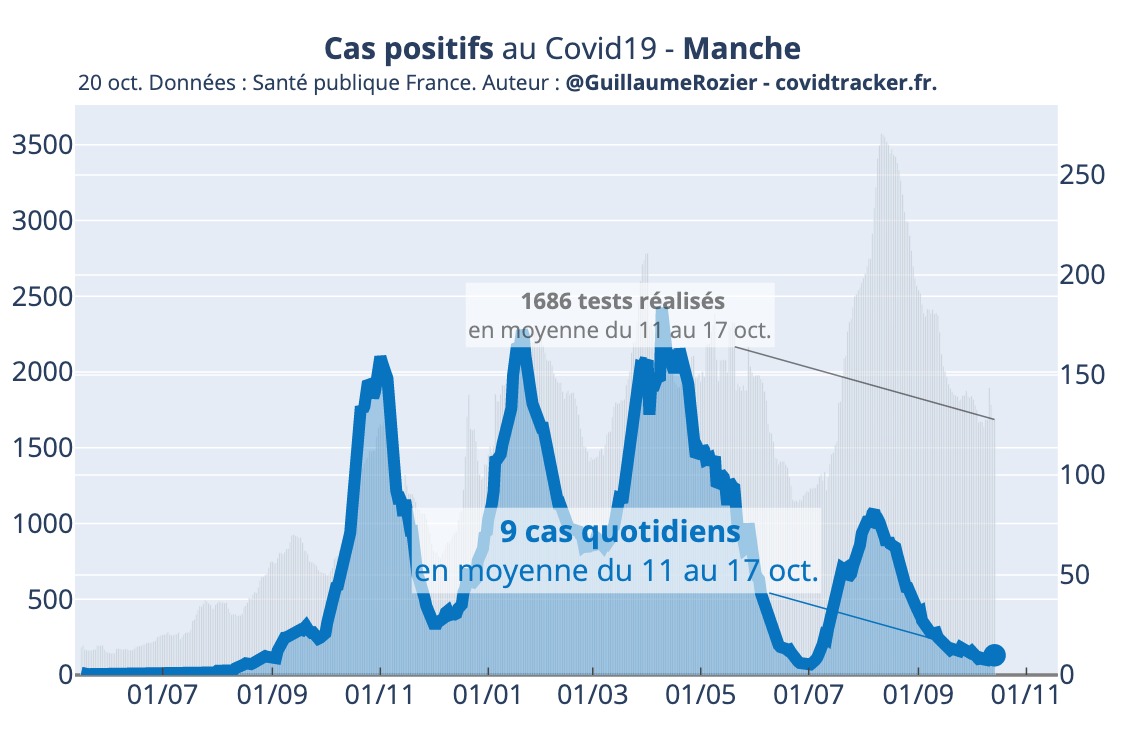 Cas positifs au Covid19 - Manche
20 oct. Données : Santé publique France. Auteur : @GuillaumeRozier - covidtracker.fr.
3500
3000
2500
2000
1500
1000
500
0
250
200
150
100
50
0
1686 tests réalisés
en moyenne du 11 au 17 oct.
9 cas quotidiens
en moyenne du 11 au 17 oct.
01/07 01/09 01/11 01/01 01/03 01/05 01/07 01/09 01/11